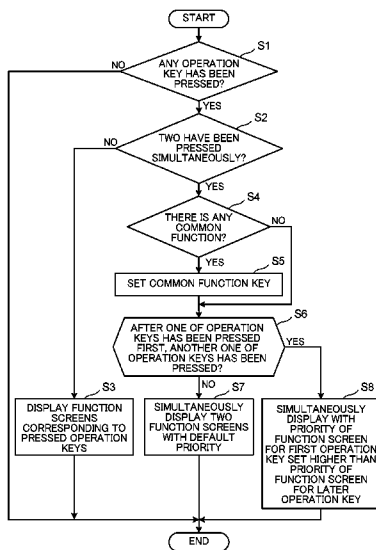 START
S1
NO
ANY OPERATION
KEY HAS BEEN
PRESSED?
YES
S2
NO
TWO HAVE BEEN
PRESSED
SIMULTANEOUSLY?
YES
S4
THERE IS ANY
COMMON
FUNCTION?
NO
YES
S5
SET COMMON FUNCTION KEY
S6
AFTER ONE OF OPERATION
KEYS HAS BEEN PRESSED
FIRST, ANOTHER ONE OF
OPERATION KEYS HAS BEEN
PRESSED?
YES
NO
S3
DISPLAY FUNCTION
SCREENS
CORRESPONDING TO
PRESSED OPERATION
KEYS
S7
SIMULTANEOUSLY
DISPLAY TWO
FUNCTION SCREENS
WITH DEFAULT
PRIORITY
S8
SIMULTANEOUSLY
DISPLAY WITH
PRIORITY OF
FUNCTION SCREEN
FOR FIRST OPERATION
KEY SET HIGHER THAN
PRIORITY OF
FUNCTION SCREEN
FOR LATER
OPERATION KEY
END